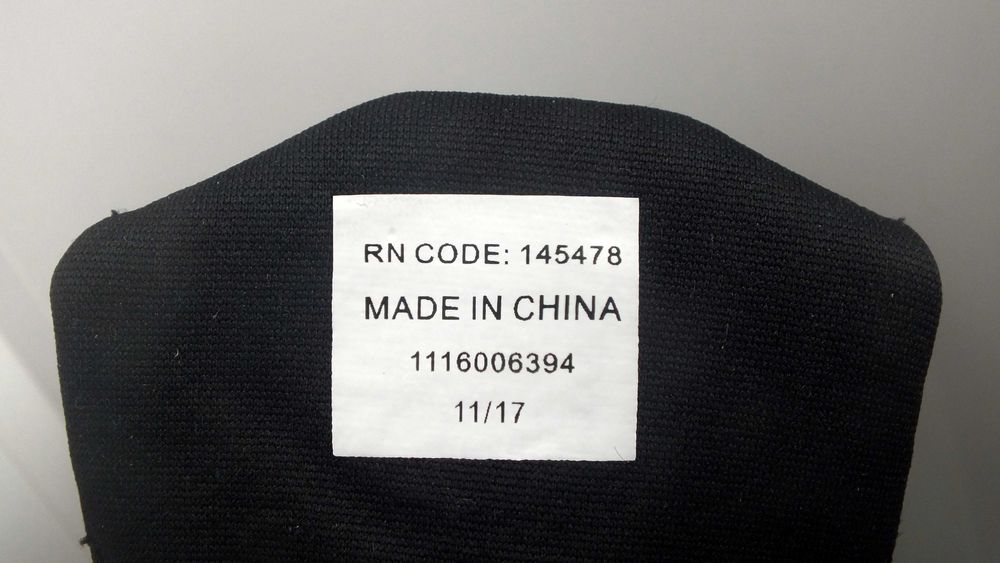 RN CODE: 145478
MADE IN CHINA
1116006394
11/17